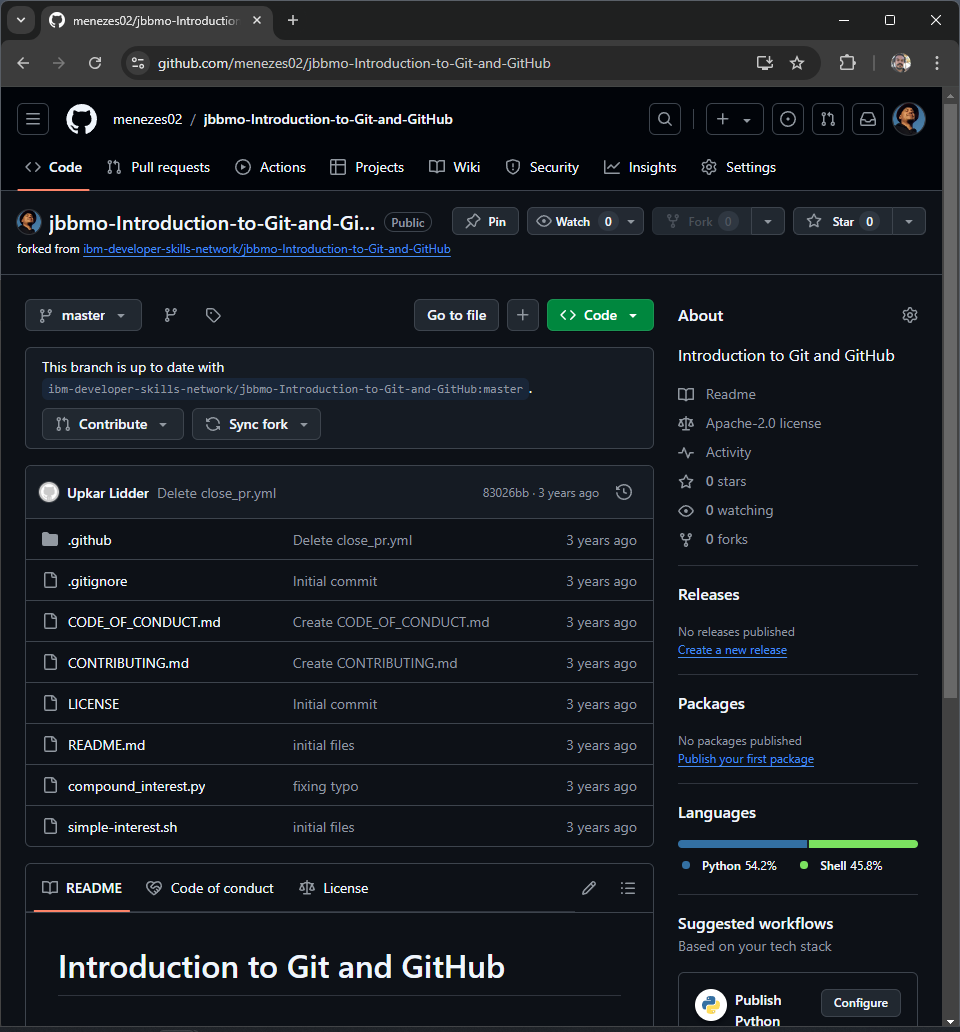 menezes02/jbbmo-Introduction
github.com/menezes02/jbbmo-Introduction-to-Git-and-GitHub
menezes02 / jbbmo-Introduction-to-Git-and-GitHub
Code Pull requests Actions Projects Wiki Security Insights Settings
jbbmo-Introduction-to-Git-and-Gi... Public Pin Watch 0 Fork 0 Star 0
forked from ibm-developer-skills-network/jbbmo-Introduction-to-Git-and-GitHub
master Go to file Code
This branch is up to date with
ibm-developer-skills-network/jbbmo-Introduction-to-Git-and-GitHub:master .
Contribute Sync fork
Upkar Lidder Delete close_pr.yml 83026bb · 3 years ago
.github Delete close_pr.yml 3 years ago
.gitignore Initial commit 3 years ago
CODE_OF_CONDUCT.md Create CODE_OF_CONDUCT.md 3 years ago
CONTRIBUTING.md Create CONTRIBUTING.md 3 years ago
LICENSE Initial commit 3 years ago
README.md initial files 3 years ago
compound_interest.py fixing typo 3 years ago
simple-interest.sh initial files 3 years ago
README Code of conduct License
Introduction to Git and GitHub
About
Introduction to Git and GitHub
Readme
Apache-2.0 license
Activity
0 stars
0 watching
0 forks
Releases
No releases published
Create a new release
Packages
No packages published
Publish your first package
Languages
Python 54.2% Shell 45.8%
Suggested workflows
Based on your tech stack
Publish
Python
Configure